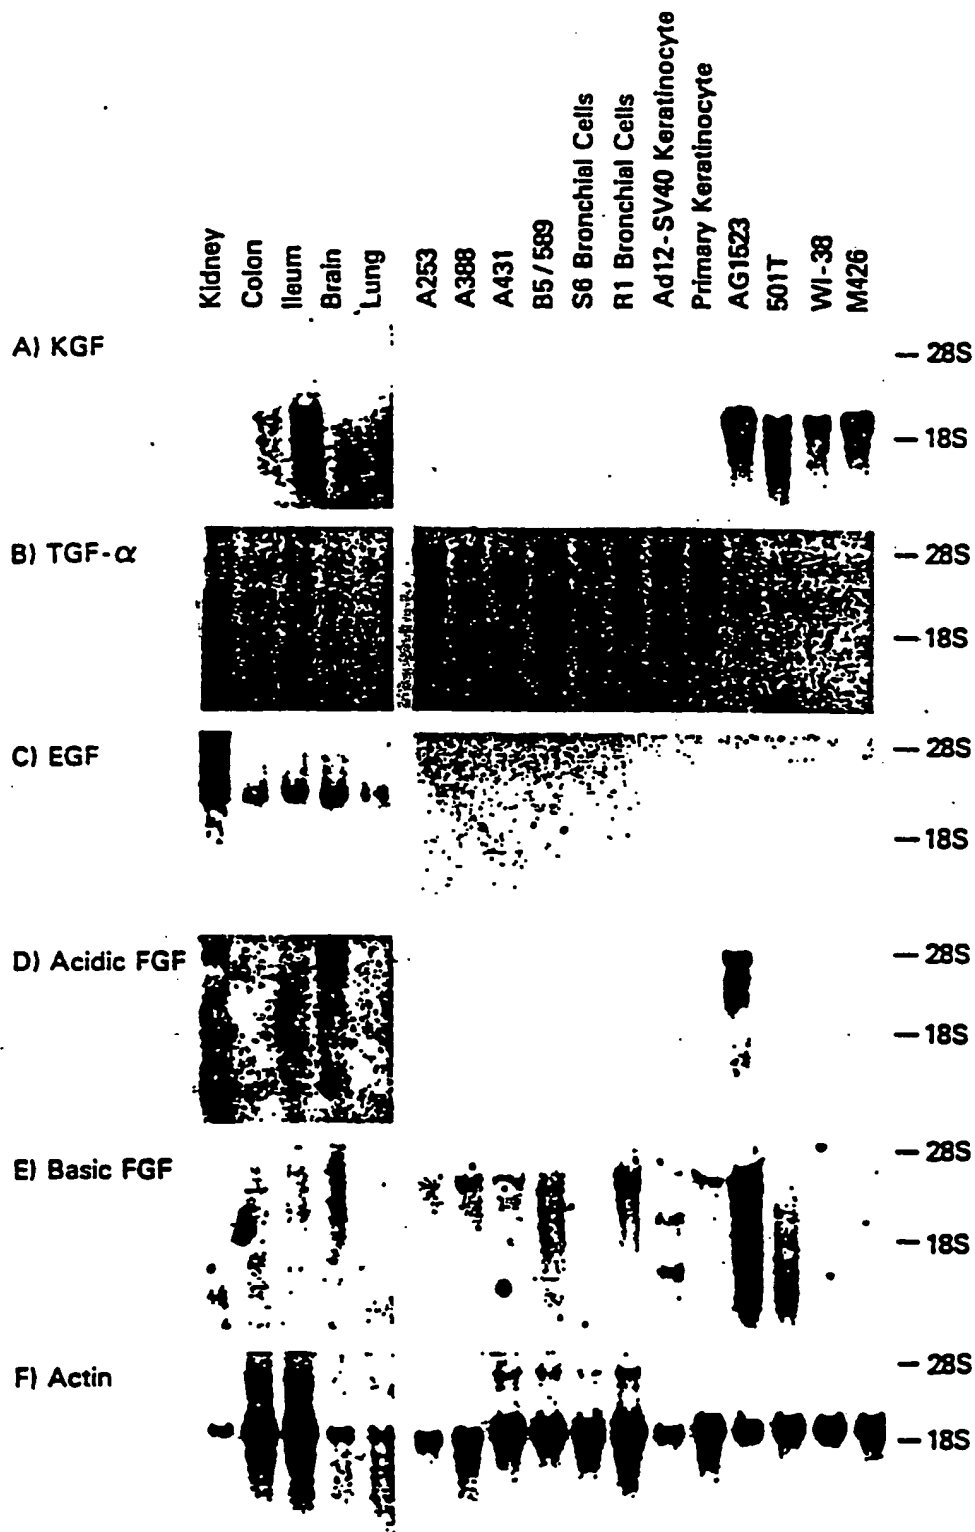 Kidney
Colon
Ileum
Brain
Lung
A253
A388
A431
B5 / 589
S6 Bronchial Cells
R1 Bronchial Cells
Ad12-SV40 Keratinocyte
Primary Keratinocyte
AG1523
501T
WI-38
M426
A) KGF
— 28S
— 18S
B) TGF-α
— 28S
— 18S
C) EGF
— 28S
— 18S
D) Acidic FGF
— 28S
— 18S
E) Basic FGF
— 28S
— 18S
F) Actin
— 28S
— 18S